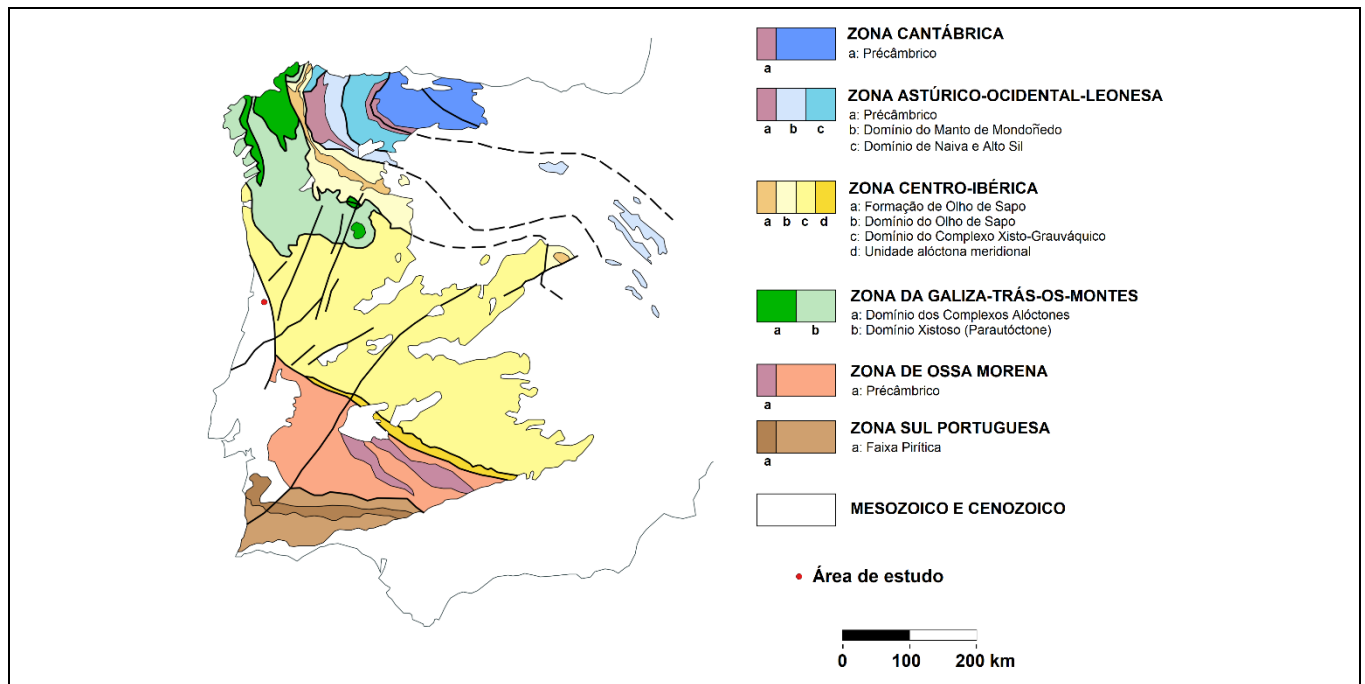 ZONA CANTÁBRICA
a: Précâmbrico
a
ZONA ASTÚRICO-OCIDENTAL-LEONESA
a: Précâmbrico
b: Domínio do Manto de Mondoñedo
c: Domínio de Naiva e Alto Sil
a b c
ZONA CENTRO-IBÉRICA
a: Formação de Olho de Sapo
b: Domínio do Olho de Sapo
c: Domínio do Complexo Xisto-Grauváquico
d: Unidade alóctona meridional
a b c d
ZONA DA GALIZA-TRÁS-OS-MONTES
a: Domínio dos Complexos Alóctones
b: Domínio Xistoso (Parautóctone)
a b
ZONA DE OSSA MORENA
a: Précâmbrico
a
ZONA SUL PORTUGUESA
a: Faixa Pirítica
a
MESOZOICO E CENOZOICO
Área de estudo
0 100 200 km